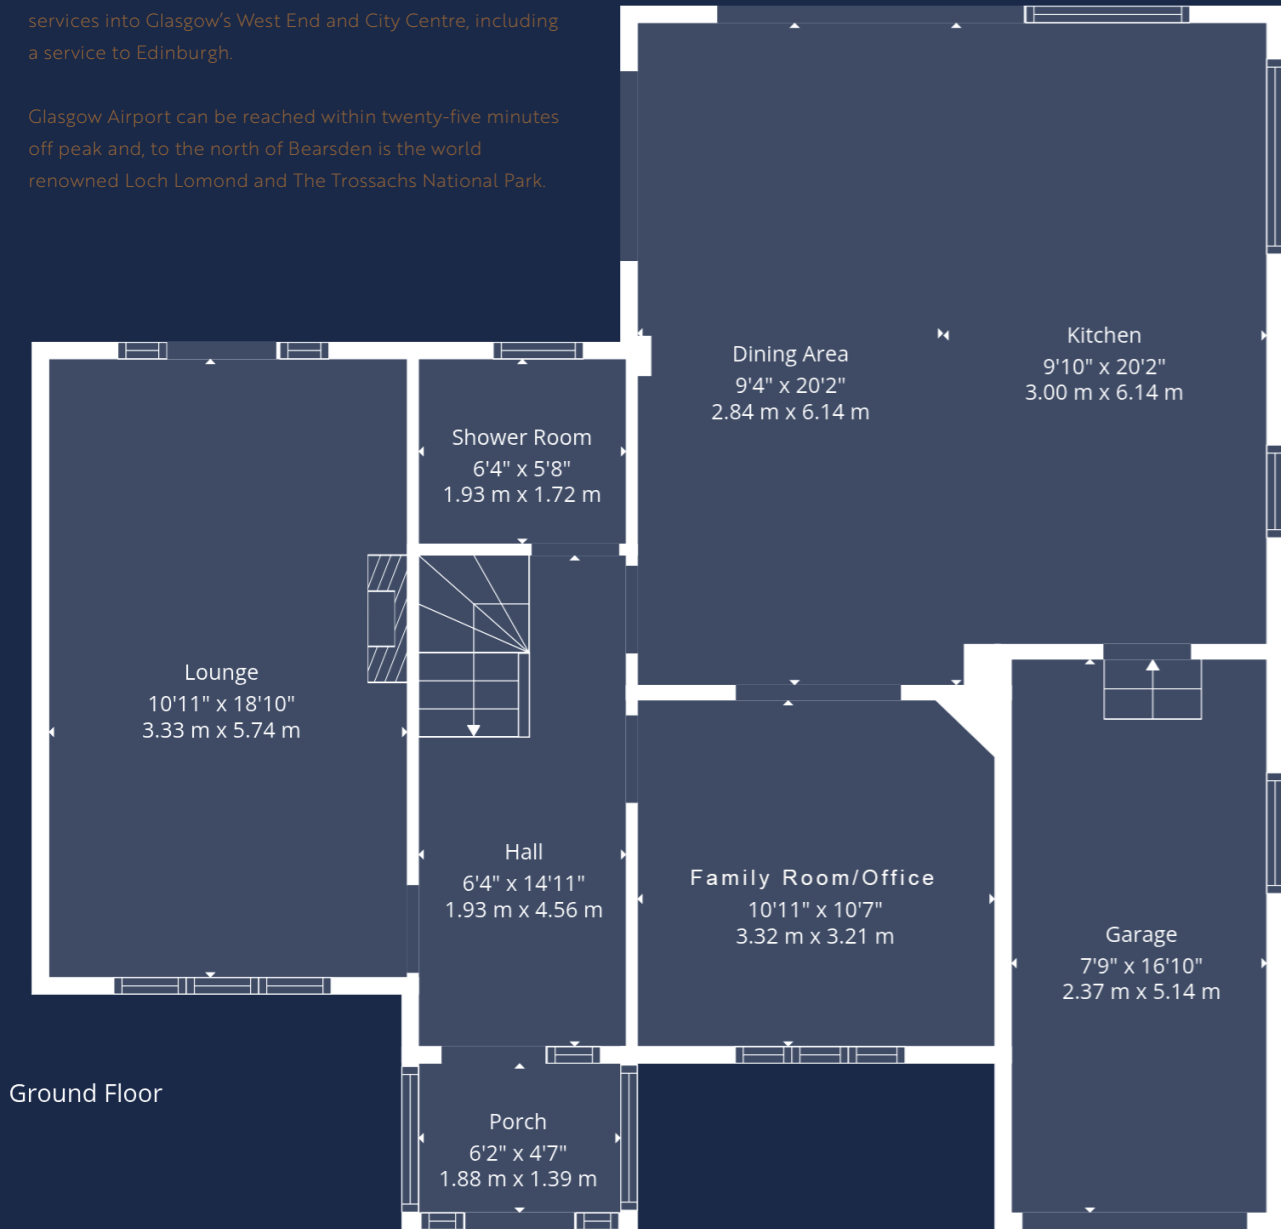 services into Glasgow's West End and City Centre, including
a service to Edinburgh.
Glasgow Airport can be reached within twenty-five minutes
off peak and, to the north of Bearsden is the world
renowned Loch Lomond and The Trossachs National Park.
Dining Area
9'4" x 20'2"
2.84 m x 6.14 m
Kitchen
9'10" x 20'2"
3.00 m x 6.14 m
Shower Room
6'4" x 5'8"
1.93 m x 1.72 m
Lounge
10'11" x 18'10"
3.33 m x 5.74 m
Hall
6'4" x 14'11"
1.93 m x 4.56 m
Family Room/Office
10'11" x 10'7"
3.32 m x 3.21 m
Garage
7'9" x 16'10"
2.37 m x 5.14 m
Ground Floor
Porch
6'2" x 4'7"
1.88 m x 1.39 m